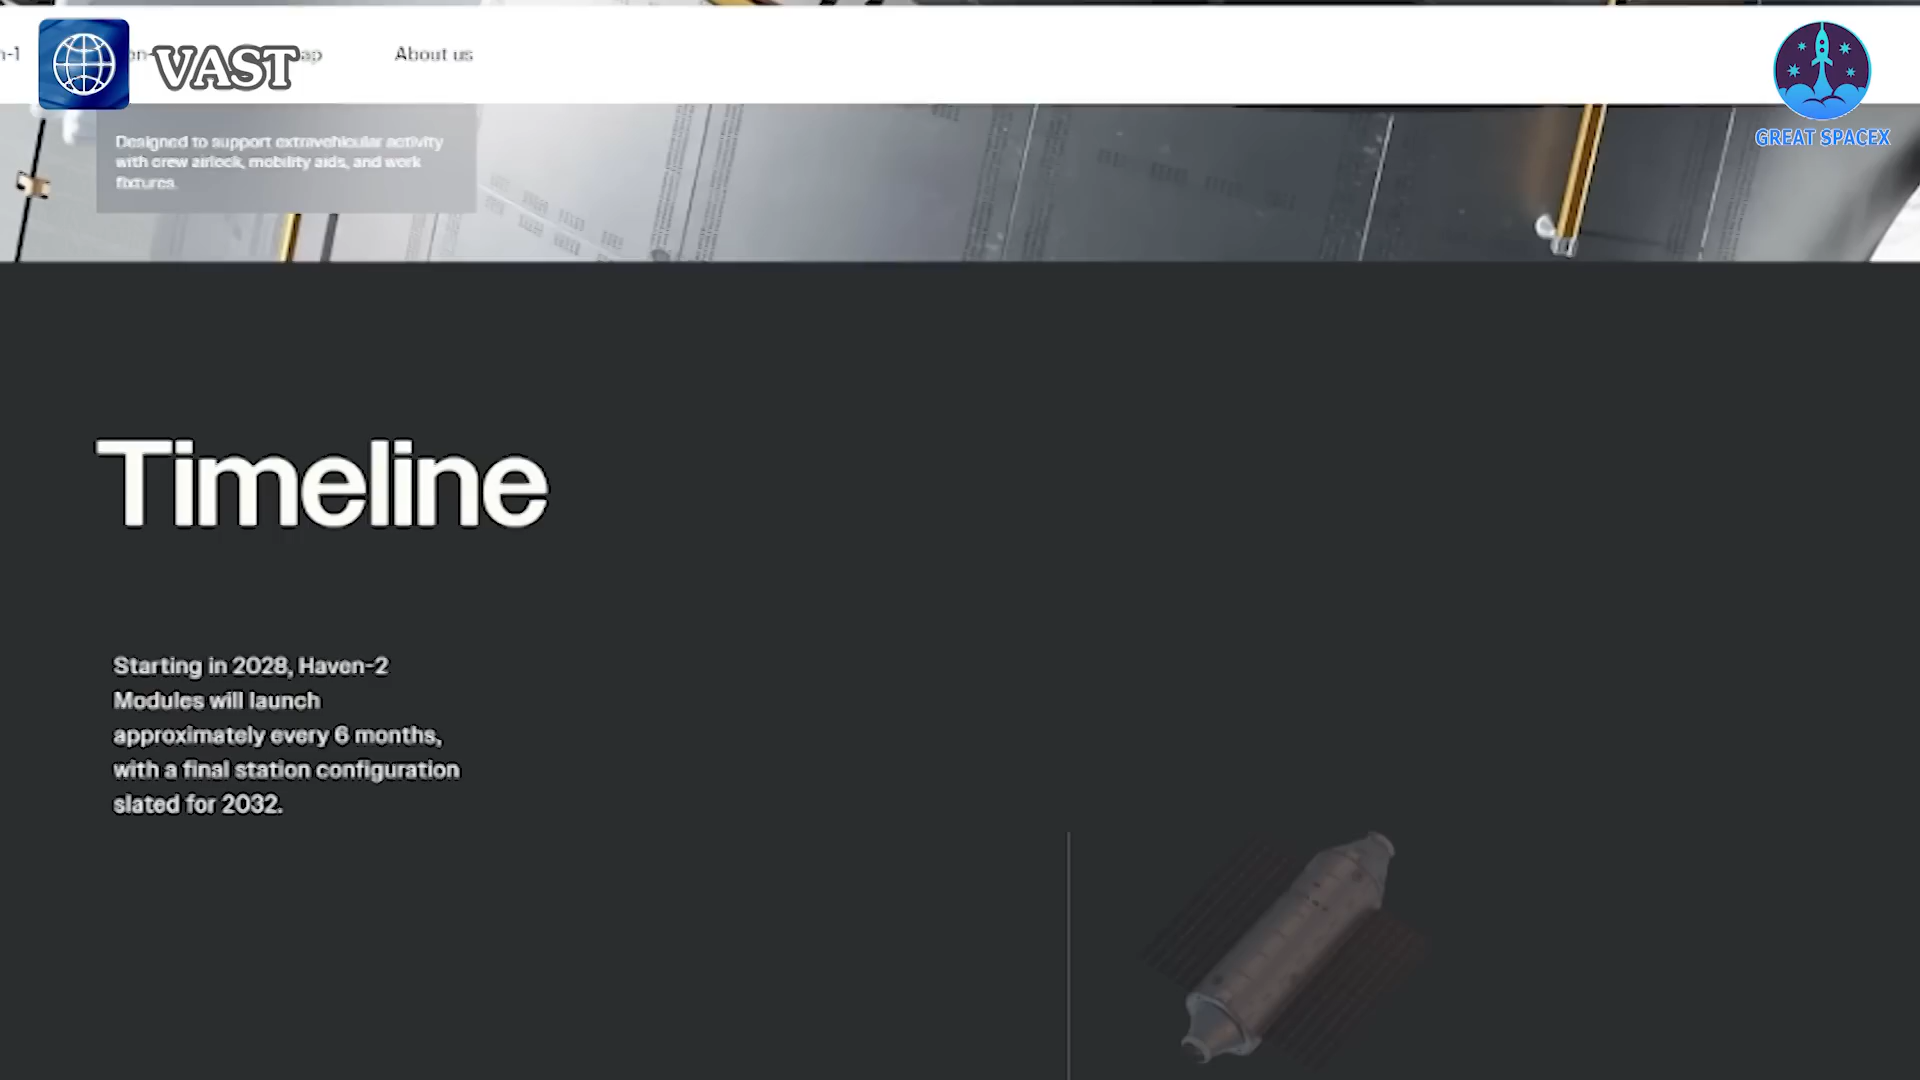 VAST
About us
GREAT SPACEX
Designed to support extravehicular activity
with crew airlock, mobility aids, and work
fixtures.
Timeline
Starting in 2028, Haven-2
Modules will launch
approximately every 6 months,
with a final station configuration
slated for 2032.